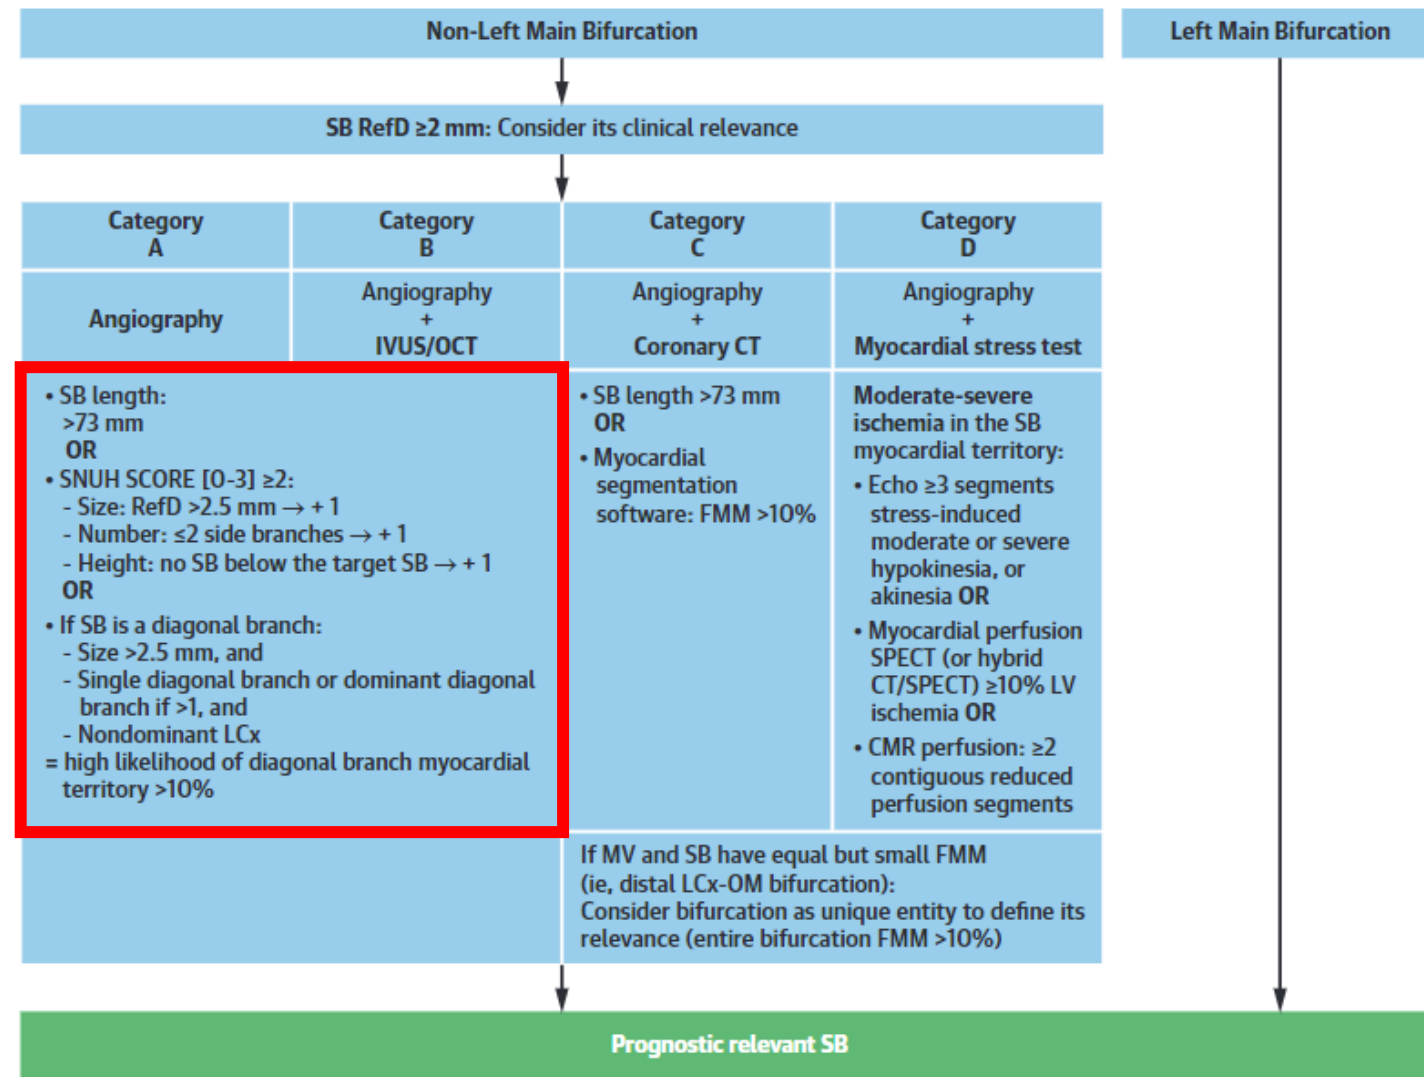 Non-Left Main Bifurcation
Left Main Bifurcation
SB RefD ≥2 mm: Consider its clinical relevance
Category
A
Category
B
Category
C
Category
D
Angiography
Angiography
+
IVUS/OCT
Angiography
+
Coronary CT
Angiography
+
Myocardial stress test
• SB length:
>73 mm
OR
• SNUH SCORE [0-3] ≥2:
- Size: RefD >2.5 mm → + 1
- Number: ≤2 side branches → + 1
- Height: no SB below the target SB → + 1
OR
• If SB is a diagonal branch:
- Size >2.5 mm, and
- Single diagonal branch or dominant diagonal
branch if >1, and
- Nondominant LCx
= high likelihood of diagonal branch myocardial
territory >10%
• SB length >73 mm
OR
• Myocardial
segmentation
software: FMM >10%
Moderate-severe
ischemia in the SB
myocardial territory:
• Echo ≥3 segments
stress-induced
moderate or severe
hypokinesia, or
akinesia OR
• Myocardial perfusion
SPECT (or hybrid
CT/SPECT) ≥10% LV
ischemia OR
• CMR perfusion: ≥2
contiguous reduced
perfusion segments
If MV and SB have equal but small FMM
(ie, distal LCx-OM bifurcation):
Consider bifurcation as unique entity to define its
relevance (entire bifurcation FMM >10%)
Prognostic relevant SB